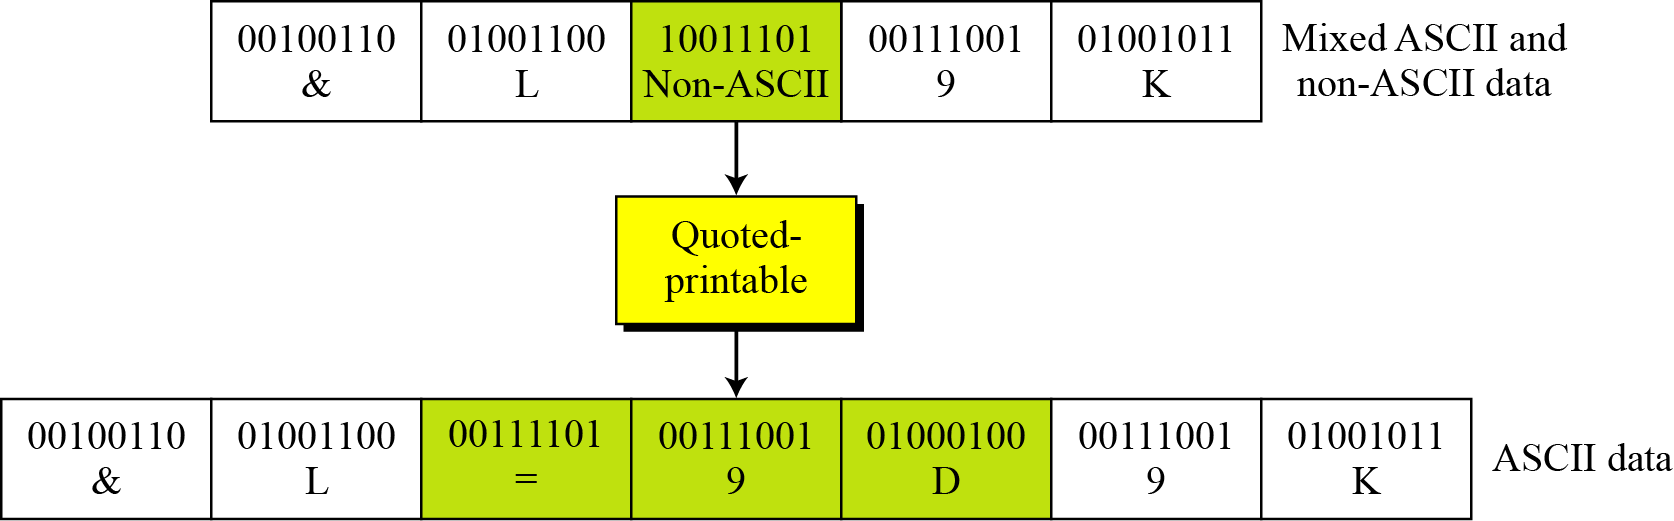 00100110 01001100 10011101 00111001 01001011 Mixed ASCII and
& L Non-ASCII 9 K non-ASCII data
Quoted-
printable
00100110 01001100 00111101 00111001 01000100 00111001 01001011
& L = 9 D 9 K ASCII data